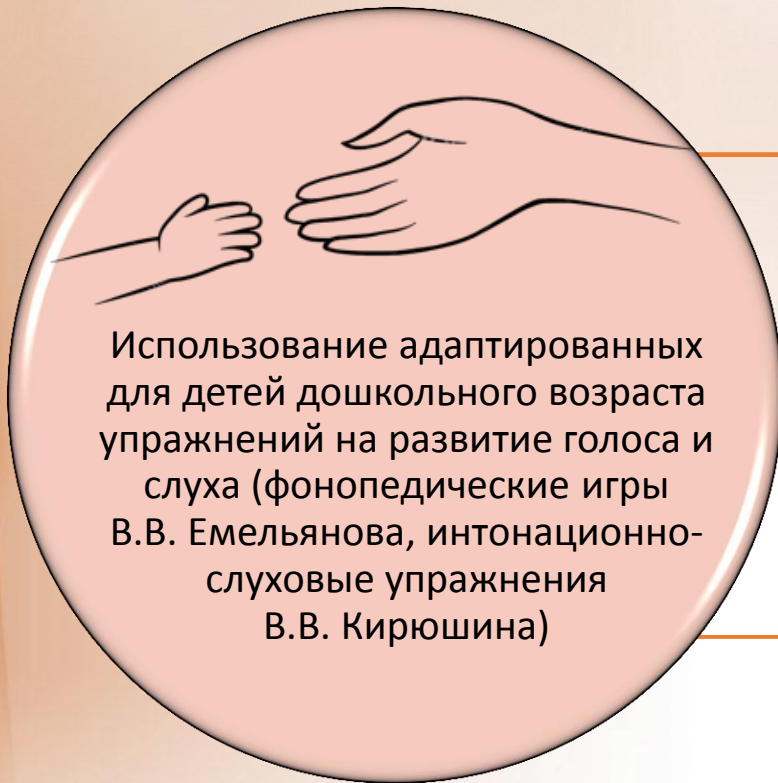 Использование адаптированных
для детей дошкольного возраста
упражнений на развитие голоса и
слуха (фонопедические игры
В.В. Емельянова, интонационно-
слуховые упражнения
В.В. Кирюшина)